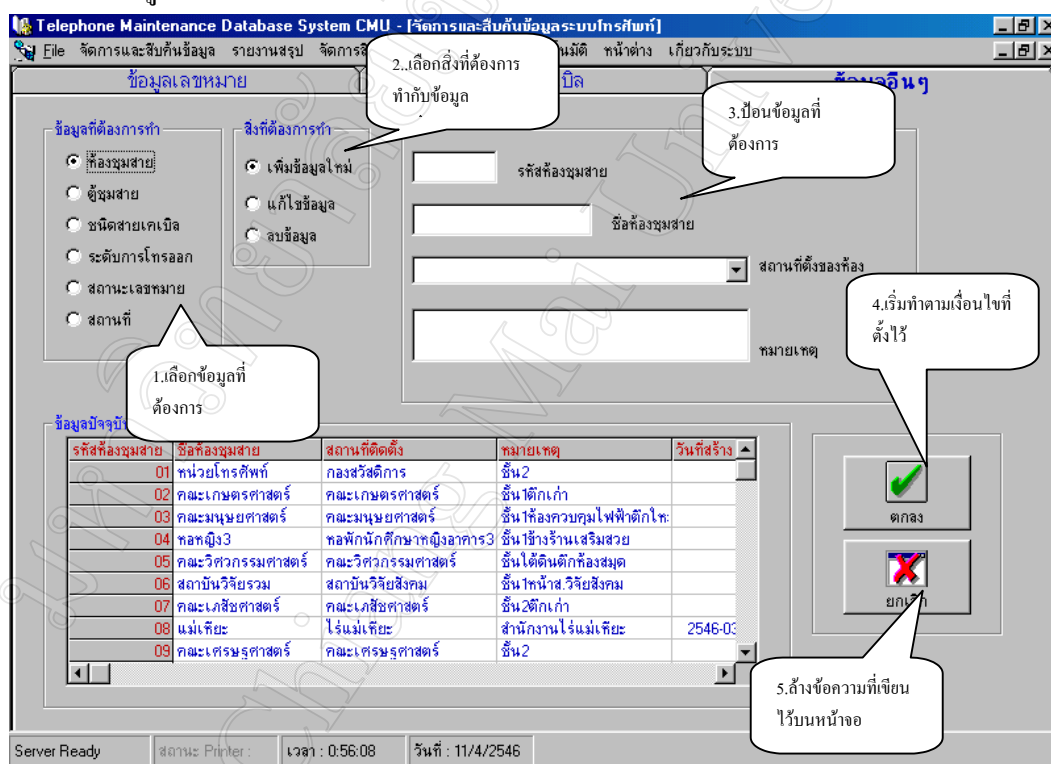 Telephone Maintenance Database System CMU - [จัดการและสืบค้นข้อมูลระบบโทรศัพท์]
File จัดการและสืบค้นข้อมูล รายงานสรุป หน้าต่าง เกี่ยวกับระบบ
ข้อมูลเลขหมาย
2..เลือกสิ่งที่ต้องการ
ทำกับข้อมูล
3.ป้อนข้อมูลที่
ต้องการ
ข้อมูลที่ต้องการทำ
ห้องชุมสาย
ตู้ชุมสาย
ชนิดสายเคเบิล
ระดับการโทรออก
สถานะเลขหมาย
สถานที่
สิ่งที่ต้องการทำ
เพิ่มข้อมูลใหม่
แก้ไขข้อมูล
ลบข้อมูล
รหัสห้องชุมสาย
ชื่อห้องชุมสาย
สถานที่ตั้งของห้อง
หมายเหตุ
4.เริ่มทำตามเงื่อนไขที่
ตั้งไว้
1.เลือกข้อมูลที่
ต้องการ
รหัสห้องชุมสาย ชื่อห้องชุมสาย สถานที่ติดตั้ง หมายเหตุ วันที่สร้าง
01 หน่วยโทรศัพท์ กองสวัสดิการ ชั้น2
02 คณะเกษตรศาสตร์ คณะเกษตรศาสตร์ ชั้น1ตึกเก่า
03 คณะมนุษยศาสตร์ คณะมนุษยศาสตร์ ชั้น1ห้องควบคุมไฟฟ้าตึกให
04 หอหญิง3 หอพักนักศึกษาหญิงอาคาร3 ชั้น1ข้างร้านเสริมสวย
05 คณะวิศวกรรมศาสตร์ คณะวิศวกรรมศาสตร์ ชั้นใต้ดินตึกห้องสมุด
06 สถาบันวิจัยรวม สถาบันวิจัยสังคม ชั้น1หน้าส.วิจัยสังคม
07 คณะเภสัชศาสตร์ คณะเภสัชศาสตร์ ชั้น2ตึกเก่า
08 แม่เหียะ ไร่แม่เหียะ สำนักงานไร่แม่เหียะ 2546-03
09 คณะเศรษฐศาสตร์ คณะเศรษฐศาสตร์ ชั้น2
ตกลง
ยกเลิก
5.ล้างข้อความที่เขียน
ไว้บนหน้าจอ
Server Ready สถานะ Printer : เวลา : 0:56:08 วันที่ : 11/4/2546